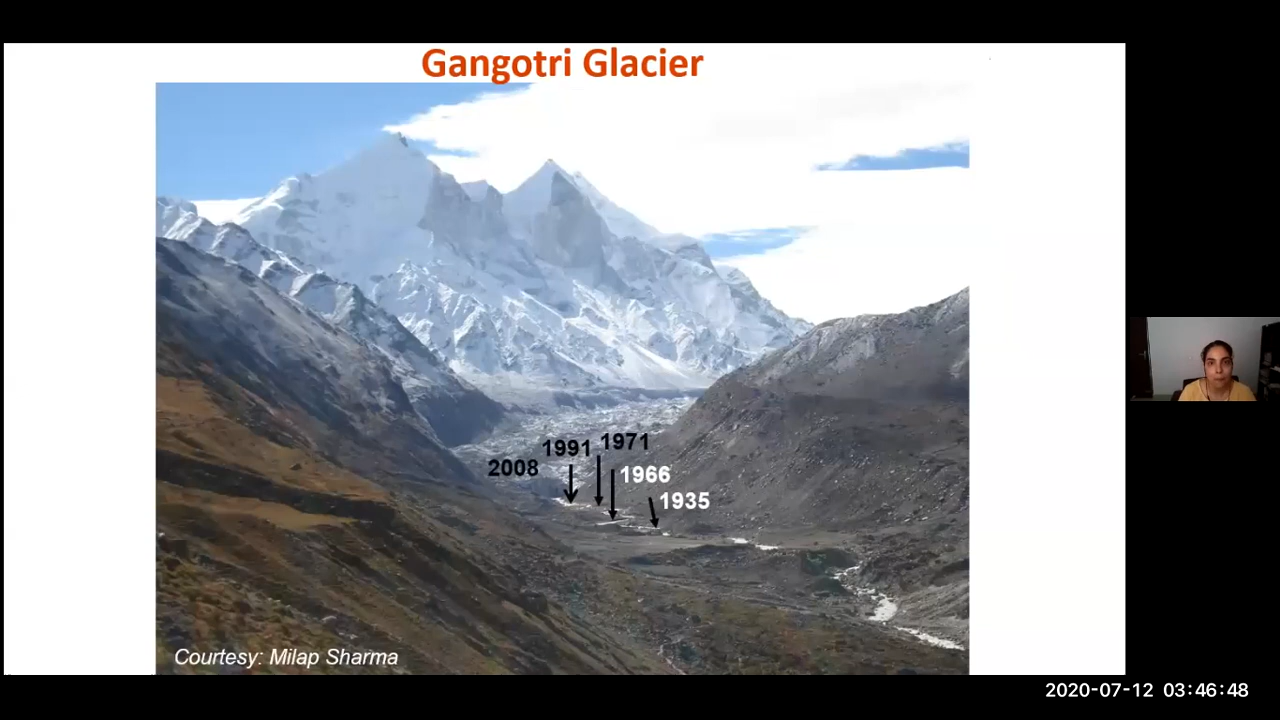 Gangotri Glacier
1991 1971
2008
1966
1935
Courtesy: Milap Sharma
2020-07-12 03:46:48